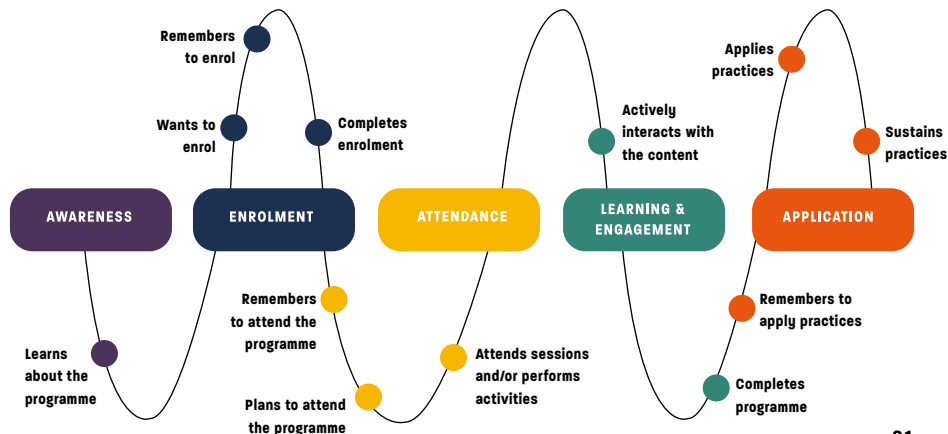 Remembers
to enrol
Wants to
enrol
Completes
enrolment
Actively
interacts with
the content
Applies
practices
Sustains
practices
AWARENESS
ENROLMENT
ATTENDANCE
LEARNING &
ENGAGEMENT
APPLICATION
Learns
about the
programme
Remembers
to attend the
programme
Plans to attend
the programme
Attends sessions
and/or performs
activities
Remembers to
apply practices
Completes
programme